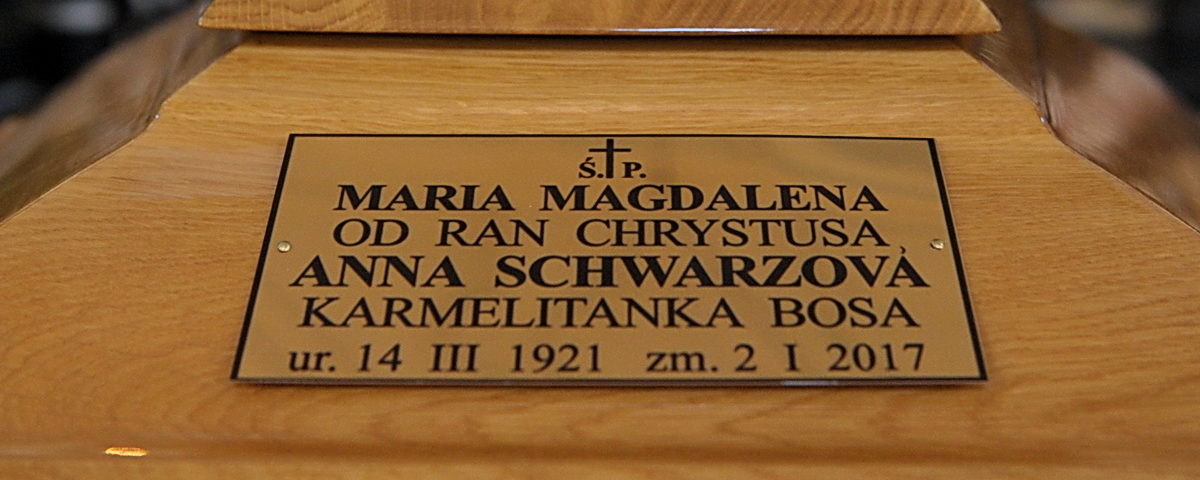 Ś. P.
MARIA MAGDALENA
OD RAN CHRYSTUSA
ANNA SCHWARZOVÁ
KARMELITANKA BOSA
ur. 14 III 1921 zm. 2 I 2017